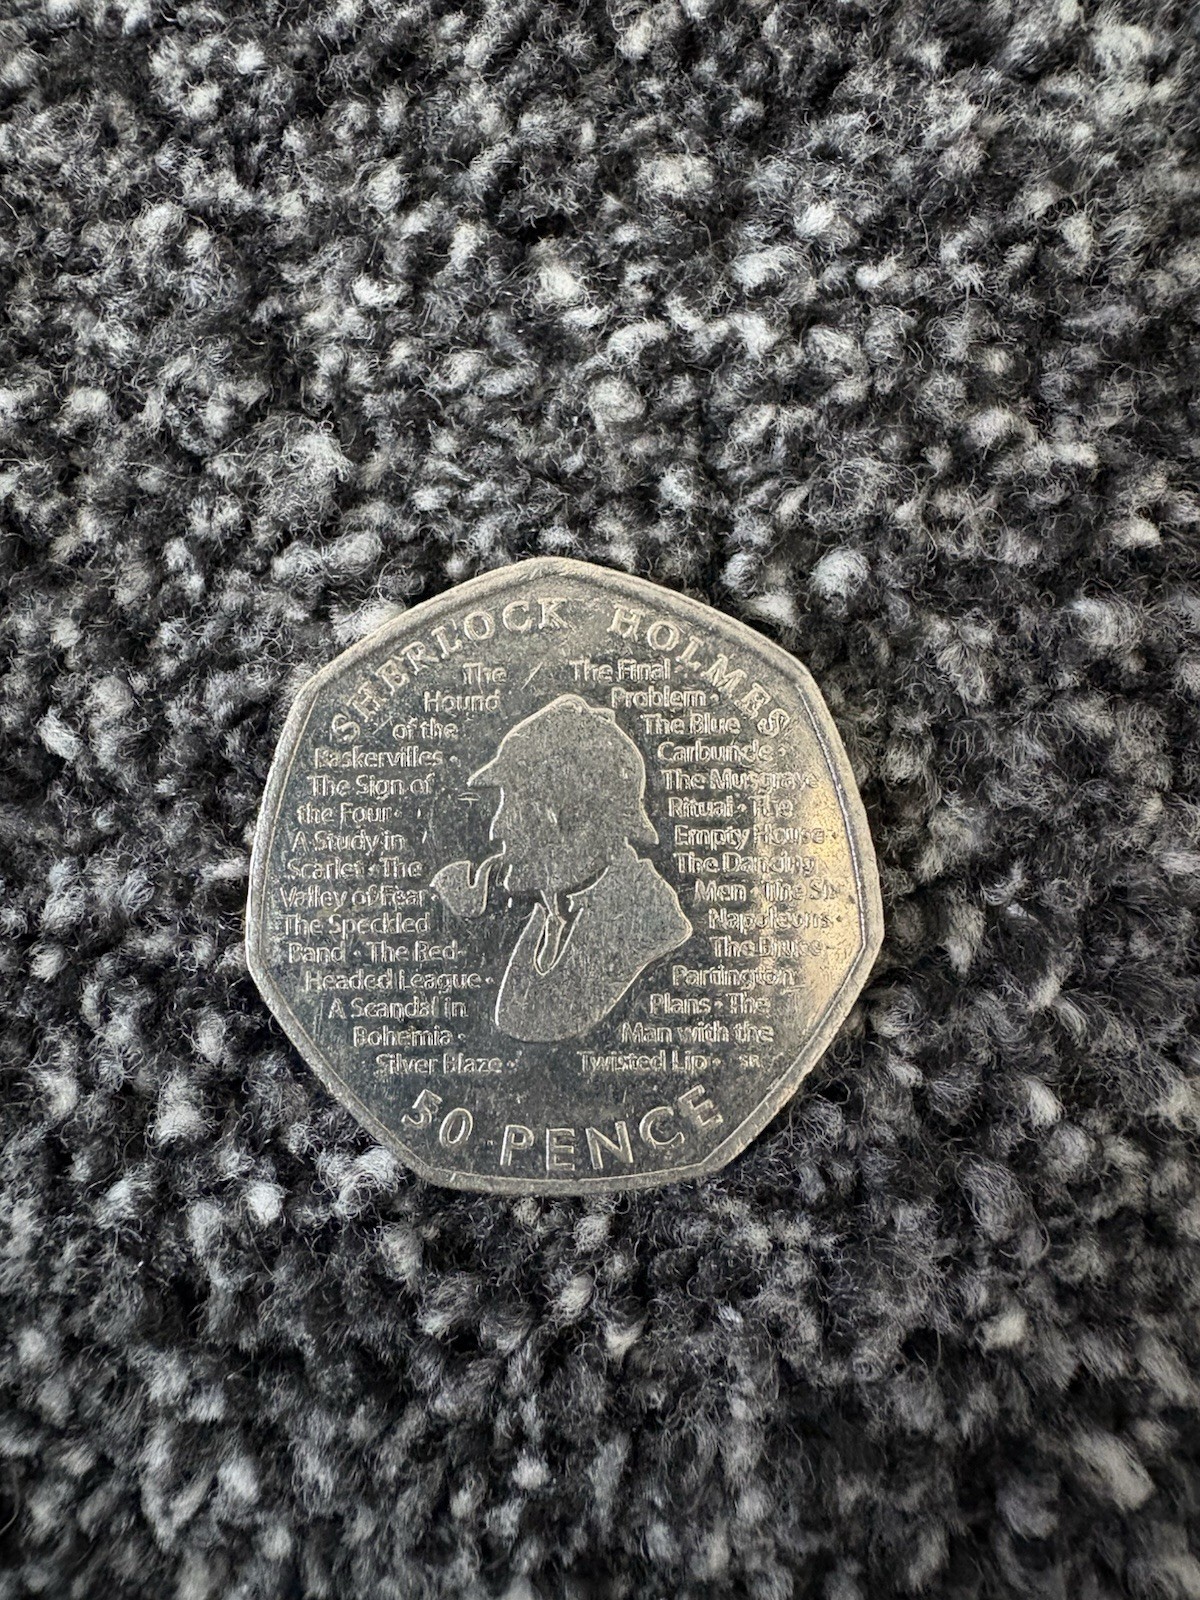 SHERLOCK HOLMES
The
Hound
of the
Baskervilles ·
The Sign of
the Four ·
A Study in
Scarlet · The
Valley of Fear ·
The Speckled
Band · The Red-
Headed League ·
A Scandal in
Bohemia ·
Silver Blaze ·
The Final
Problem ·
The Blue
Carbuncle ·
The Musgrave
Ritual · The
Empty House ·
The Dancing
Men · The Six
Napoleons ·
The Bruce-
Partington
Plans · The
Man with the
Twisted Lip · SR
50 PENCE